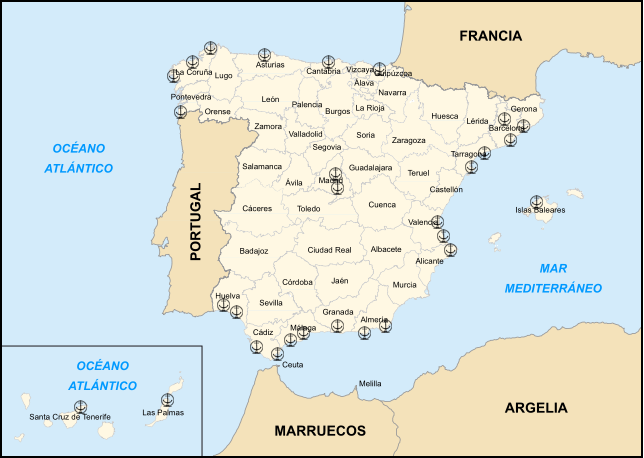 FRANCIA
OCÉANO
ATLÁNTICO
La Coruña
Lugo
Asturias
Cantabria
Vizcaya
Guipúzcoa
Álava
Navarra
Pontevedra
Orense
León
Palencia
Burgos
La Rioja
Huesca
Lérida
Gerona
Barcelona
Zamora
Valladolid
Soria
Zaragoza
Tarragona
Segovia
Salamanca
Ávila
Madrid
Guadalajara
Teruel
Castellón
PORTUGAL
Cáceres
Toledo
Cuenca
Valencia
Islas Baleares
Badajoz
Ciudad Real
Albacete
Alicante
MAR
MEDITERRÁNEO
Córdoba
Jaén
Murcia
Huelva
Sevilla
Granada
Almería
Cádiz
Málaga
Ceuta
Melilla
OCÉANO
ATLÁNTICO
Santa Cruz de Tenerife
Las Palmas
MARRUECOS
ARGELIA